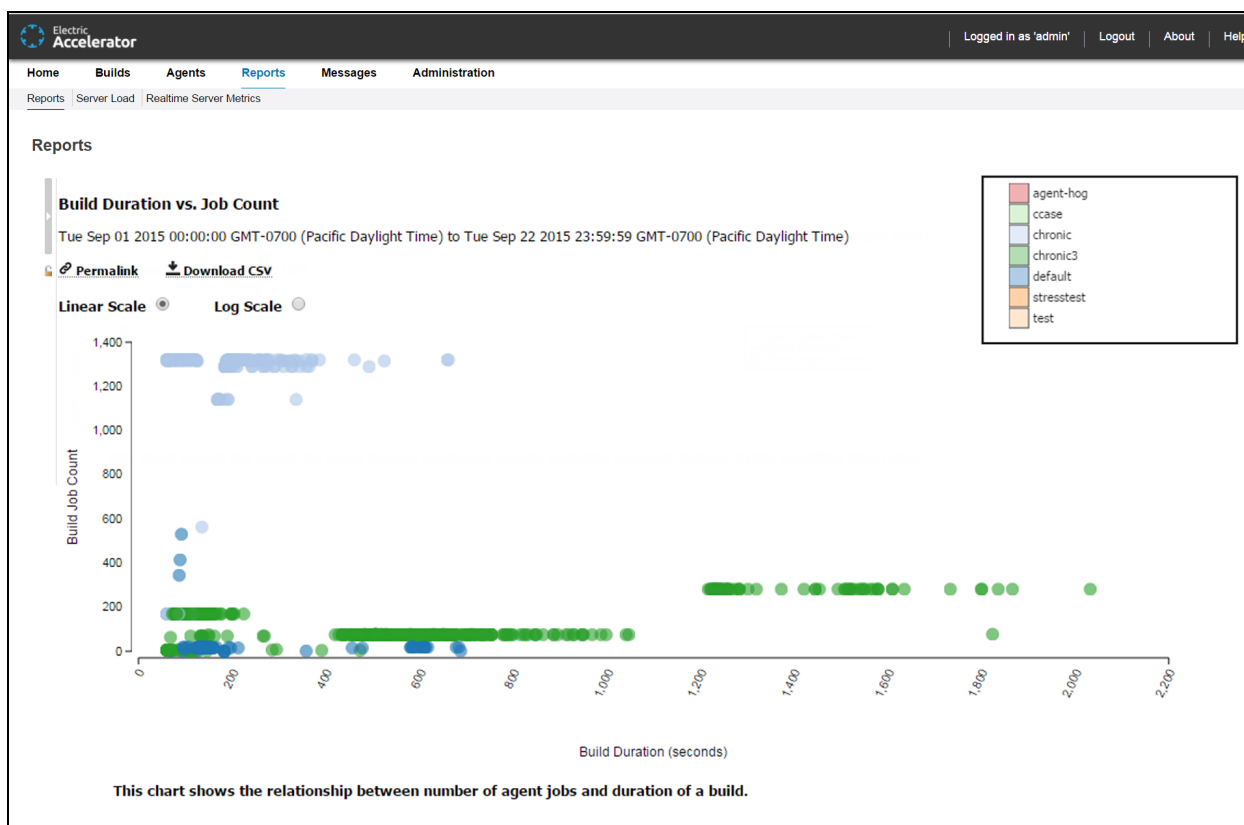 Electric
Accelerator
Logged in as 'admin' Logout About Help
Home Builds Agents Reports Messages Administration
Reports Server Load Realtime Server Metrics
Reports
Build Duration vs. Job Count
Tue Sep 01 2015 00:00:00 GMT-0700 (Pacific Daylight Time) to Tue Sep 22 2015 23:59:59 GMT-0700 (Pacific Daylight Time)
Permalink Download CSV
Linear Scale Log Scale
agent-hog
ccase
chronic
chronic3
default
stresstest
test
1,400
1,200
1,000
800
600
400
200
0
Build Job Count
0 200 400 600 800 1,000 1,200 1,400 1,600 1,800 2,000 2,200
Build Duration (seconds)
This chart shows the relationship between number of agent jobs and duration of a build.